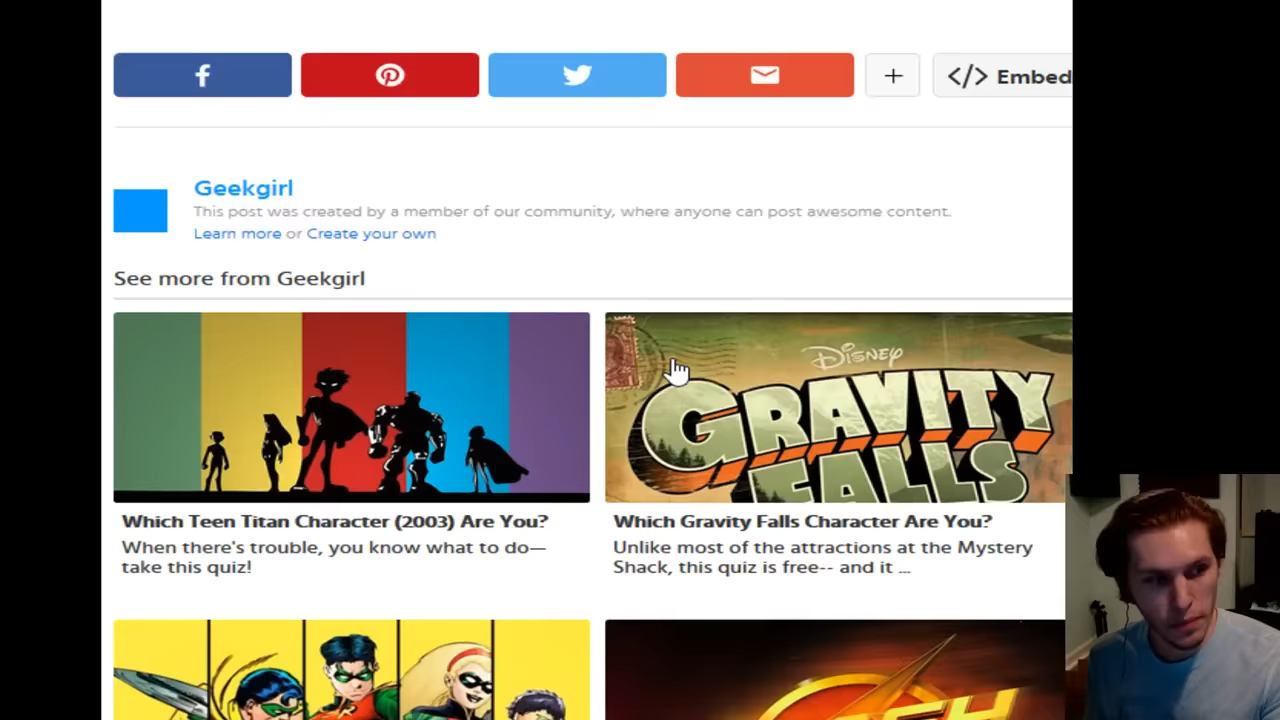 f
</> Embed
Geekgirl
This post was created by a member of our community, where anyone can post awesome content.
Learn more or Create your own
See more from Geekgirl
Disney
GRAVITY
FALLS
Which Teen Titan Character (2003) Are You?
When there's trouble, you know what to do—
take this quiz!
Which Gravity Falls Character Are You?
Unlike most of the attractions at the Mystery
Shack, this quiz is free-- and it ...